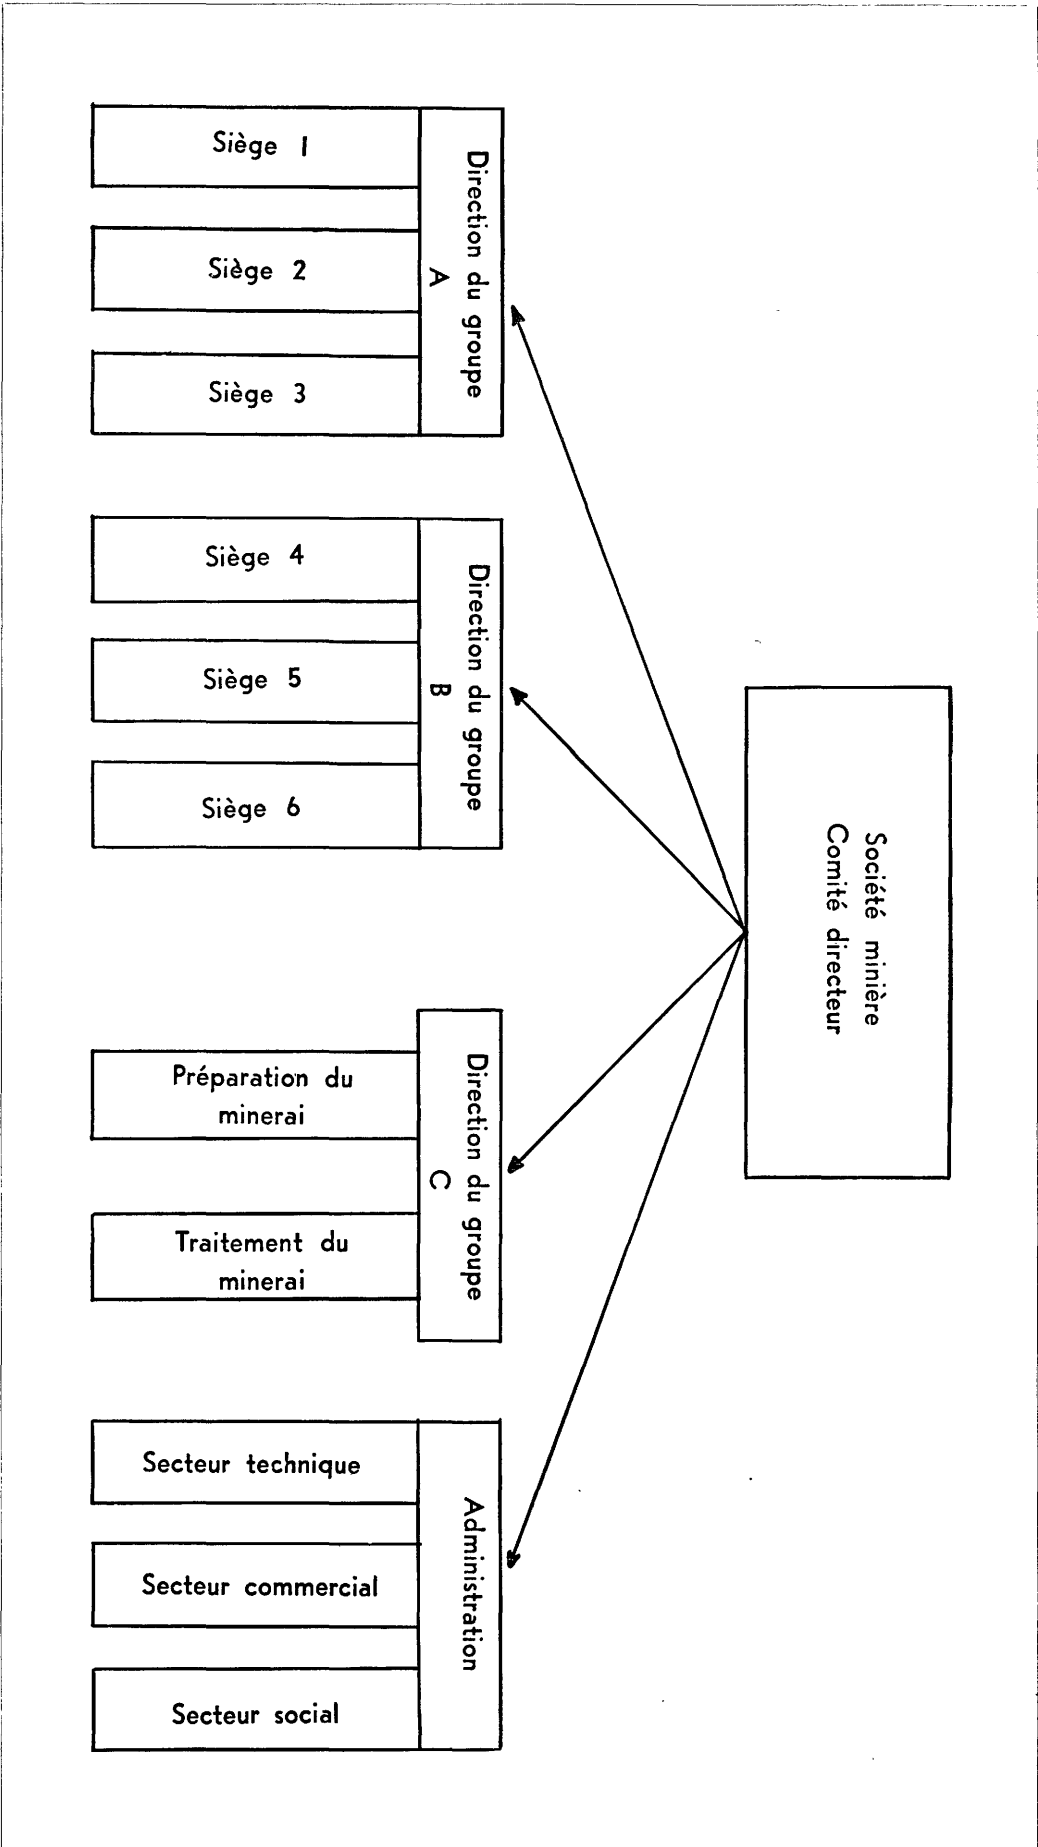 Société minière
Comité directeur
Direction du groupe
A
Siège 1
Siège 2
Siège 3
Direction du groupe
B
Siège 4
Siège 5
Siège 6
Direction du groupe
C
Préparation du
minerai
Traitement du
minerai
Administration
Secteur technique
Secteur commercial
Secteur social